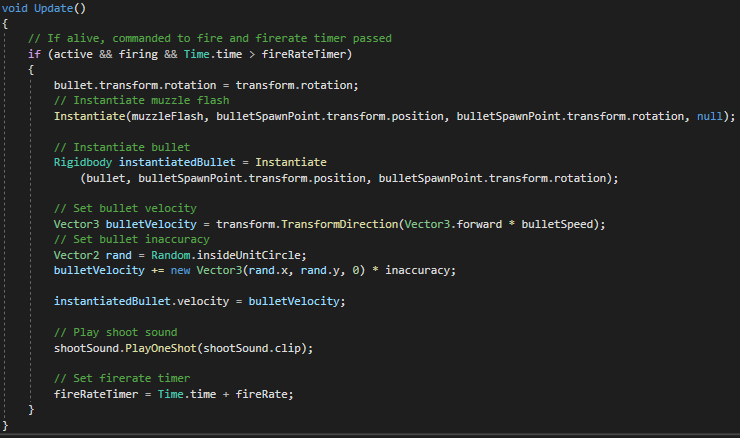 void Update()
{
// If alive, commanded to fire and firerate timer passed
if (active && firing && Time.time > fireRateTimer)
{
bullet.transform.rotation = transform.rotation;
// Instantiate muzzle flash
Instantiate(muzzleFlash, bulletSpawnPoint.transform.position, bulletSpawnPoint.transform.rotation, null);
// Instantiate bullet
Rigidbody instantiatedBullet = Instantiate
(bullet, bulletSpawnPoint.transform.position, bulletSpawnPoint.transform.rotation);
// Set bullet velocity
Vector3 bulletVelocity = transform.TransformDirection(Vector3.forward * bulletSpeed);
// Set bullet inaccuracy
Vector2 rand = Random.insideUnitCircle;
bulletVelocity += new Vector3(rand.x, rand.y, 0) * inaccuracy;
instantiatedBullet.velocity = bulletVelocity;
// Play shoot sound
shootSound.PlayOneShot(shootSound.clip);
// Set firerate timer
fireRateTimer = Time.time + fireRate;
}
}